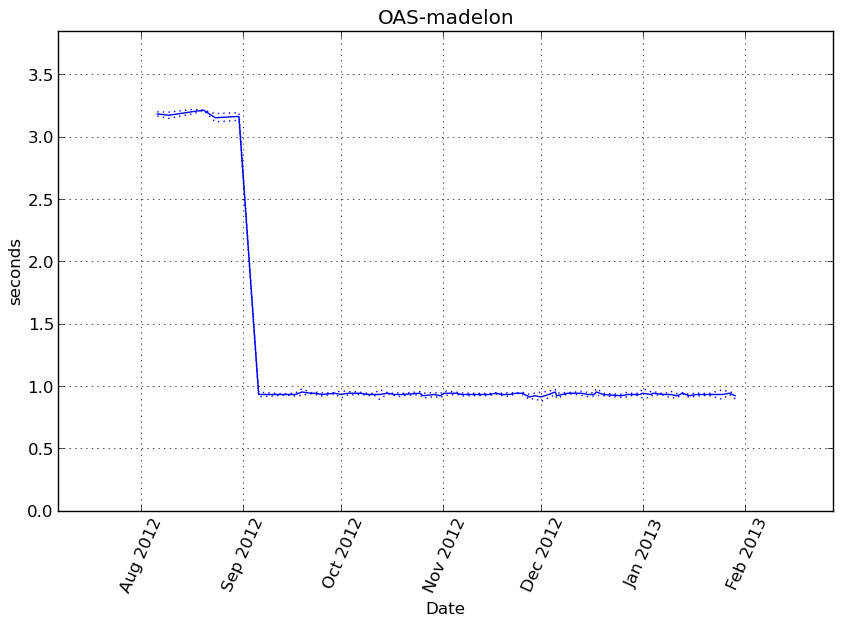 OAS-madelon
3.5
3.0
2.5
2.0
1.5
1.0
0.5
0.0
seconds
Aug 2012
Sep 2012
Oct 2012
Nov 2012
Dec 2012
Jan 2013
Feb 2013
Date